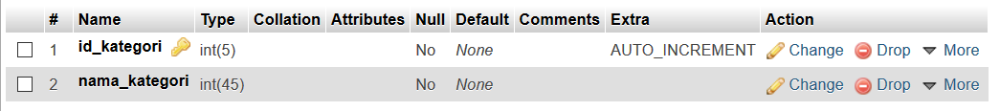 # Name Type Collation Attributes Null Default Comments Extra Action
1 id_kategori int(5) No None AUTO_INCREMENT Change Drop More
2 nama_kategori int(45) No None Change Drop More